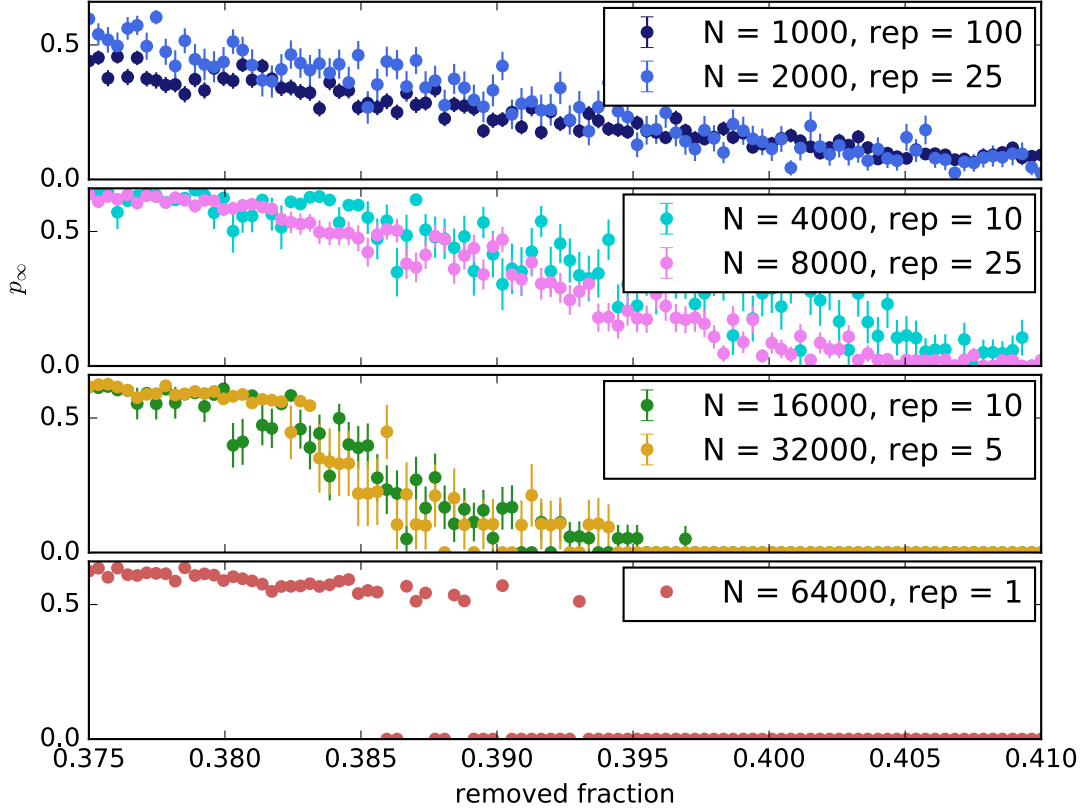 0.5
N = 1000, rep = 100
N = 2000, rep = 25
0.0
0.5
N = 4000, rep = 10
N = 8000, rep = 25
0.0
p∞
0.5
N = 16000, rep = 10
N = 32000, rep = 5
0.0
0.5
N = 64000, rep = 1
0.0
0.375 0.380 0.385 0.390 0.395 0.400 0.405 0.410
removed fraction